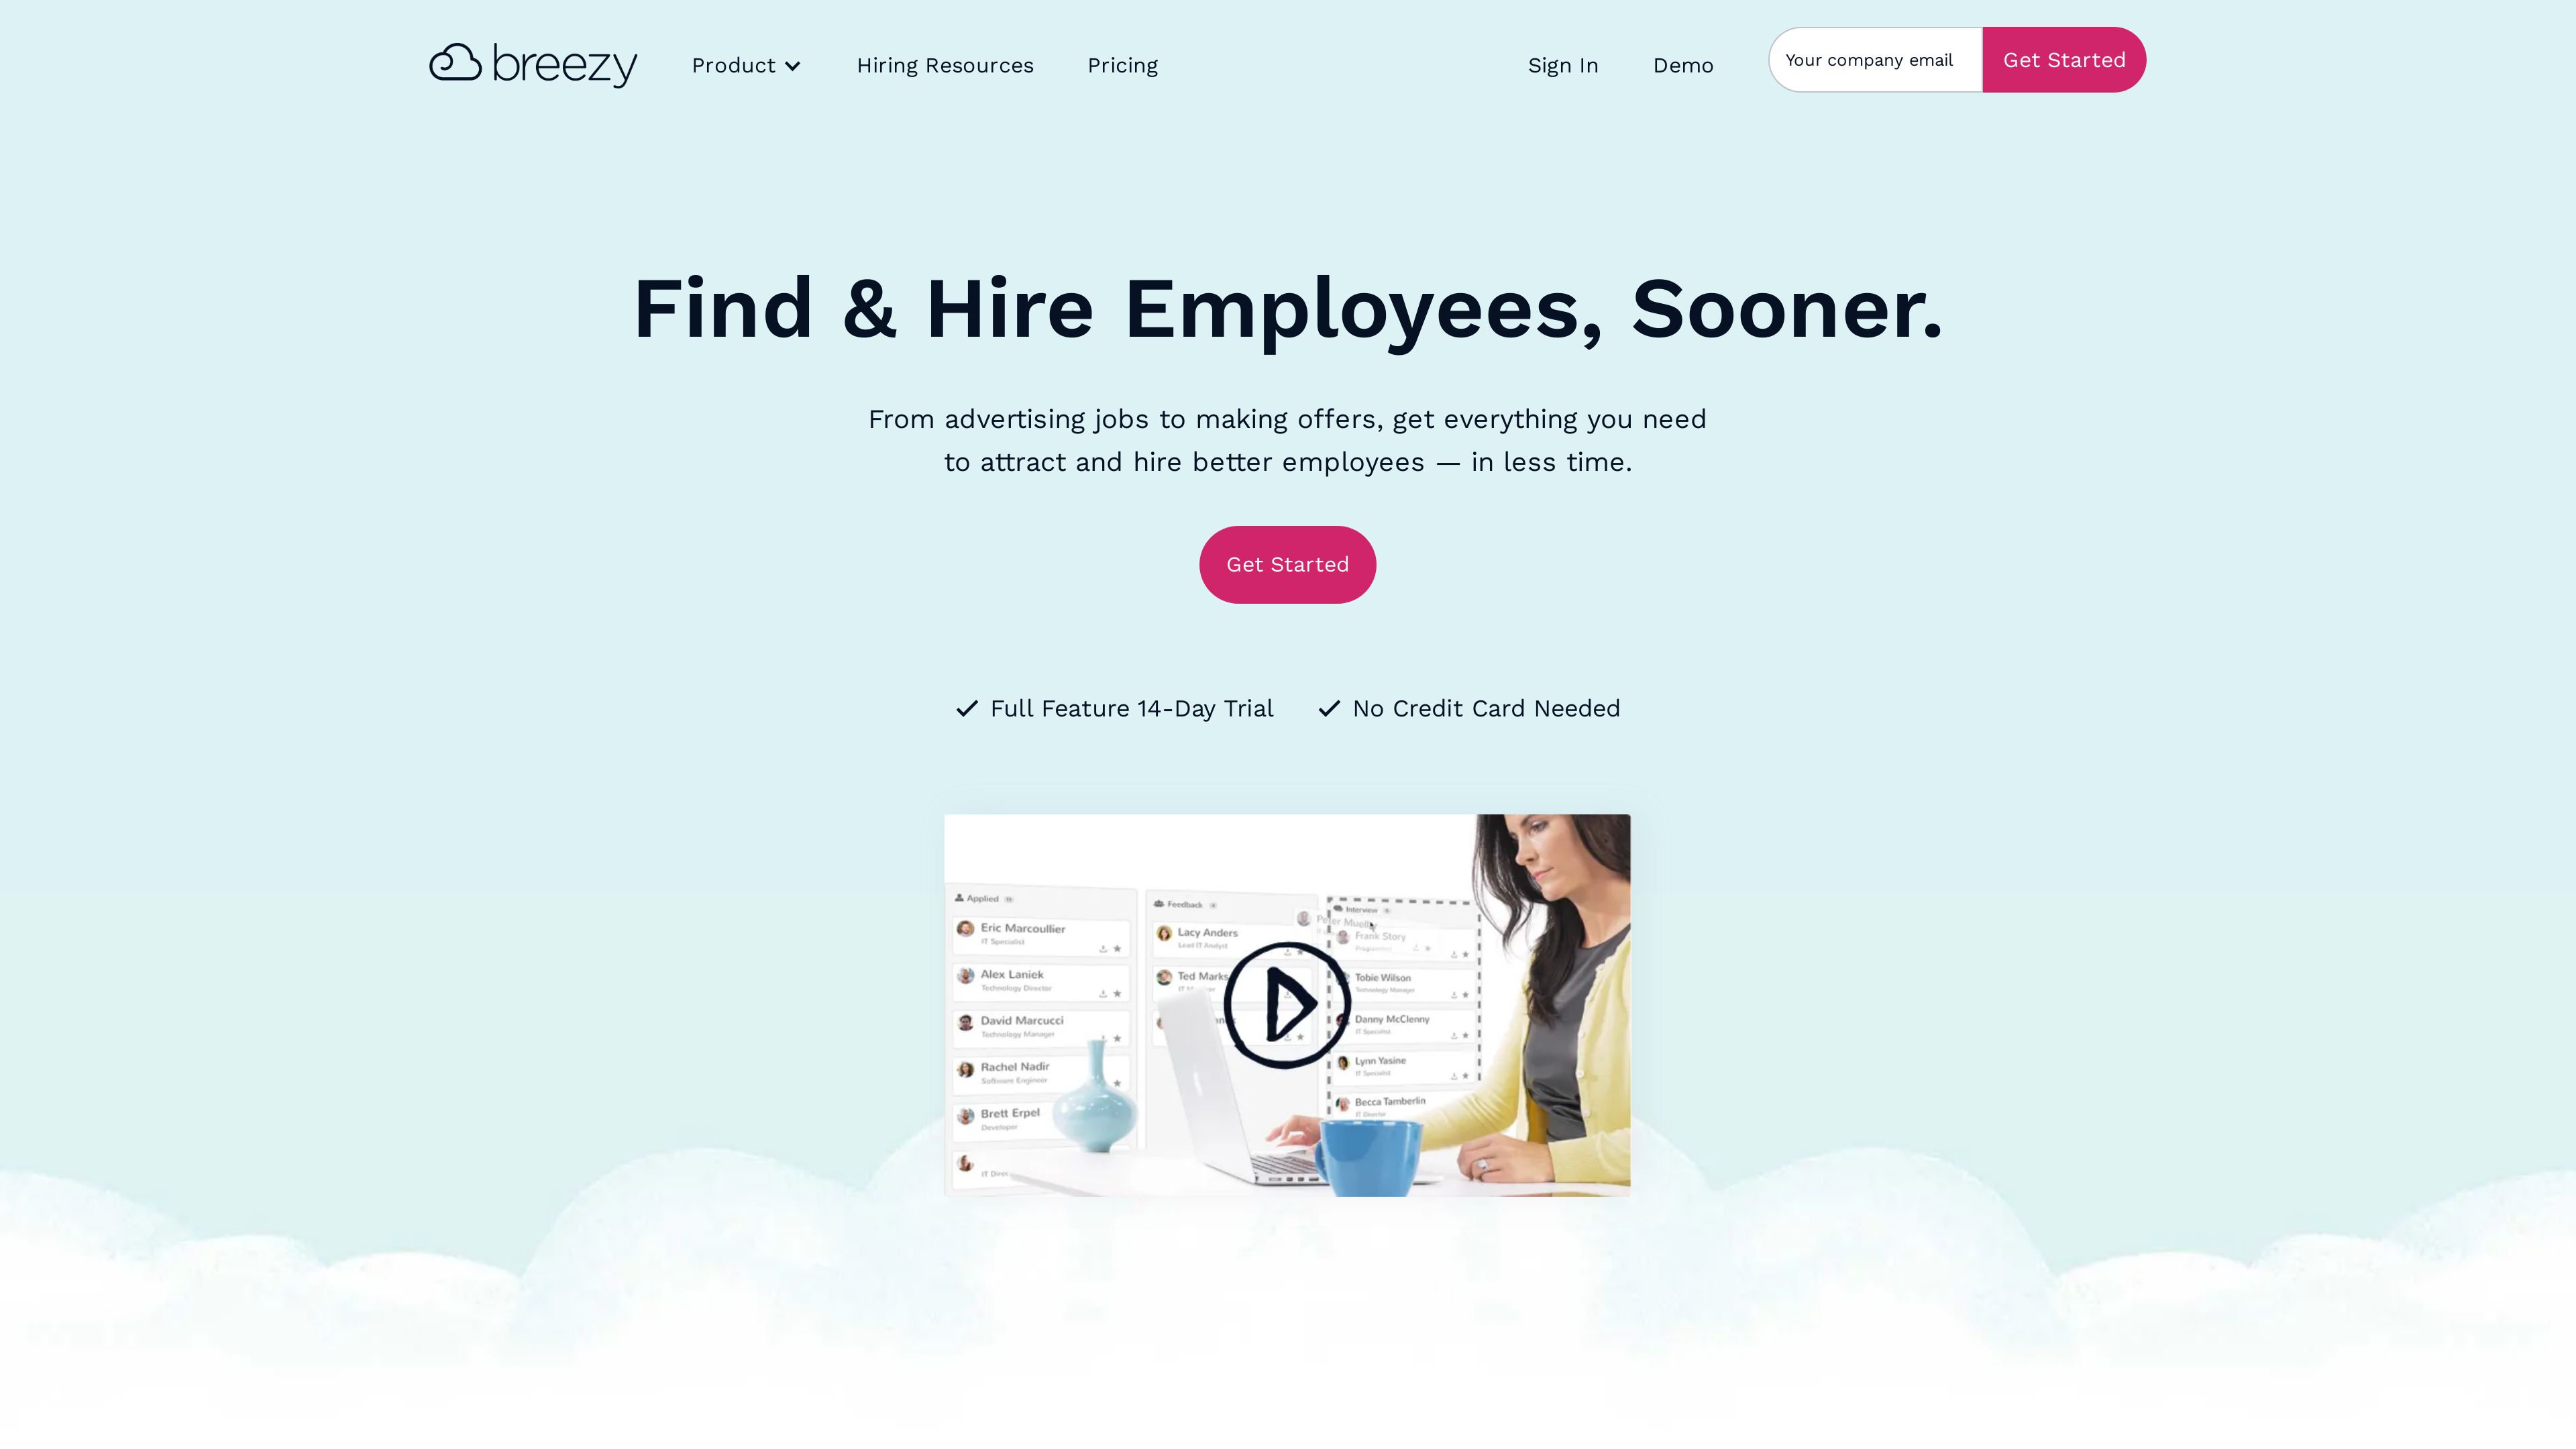 breezy
Product
Hiring Resources
Pricing
Sign In
Demo
Your company email
Get Started
Find & Hire Employees, Sooner.
From advertising jobs to making offers, get everything you need
to attract and hire better employees — in less time.
Get Started
Full Feature 14-Day Trial
No Credit Card Needed
Applied
Eric Marcoullier
IT Specialist
Alex Laniek
Technology Director
David Marcucci
Technology Manager
Rachel Nadir
Software Engineer
Brett Erpel
Developer
Feedback
Lacy Anders
Lead IT Analyst
Ted Marks
Interview
Frank Story
Programmer
Tobie Wilson
Technology Manager
Danny McClenny
IT Specialist
Lynn Yasine
IT Specialist
Becca Tamberlin
IT Director